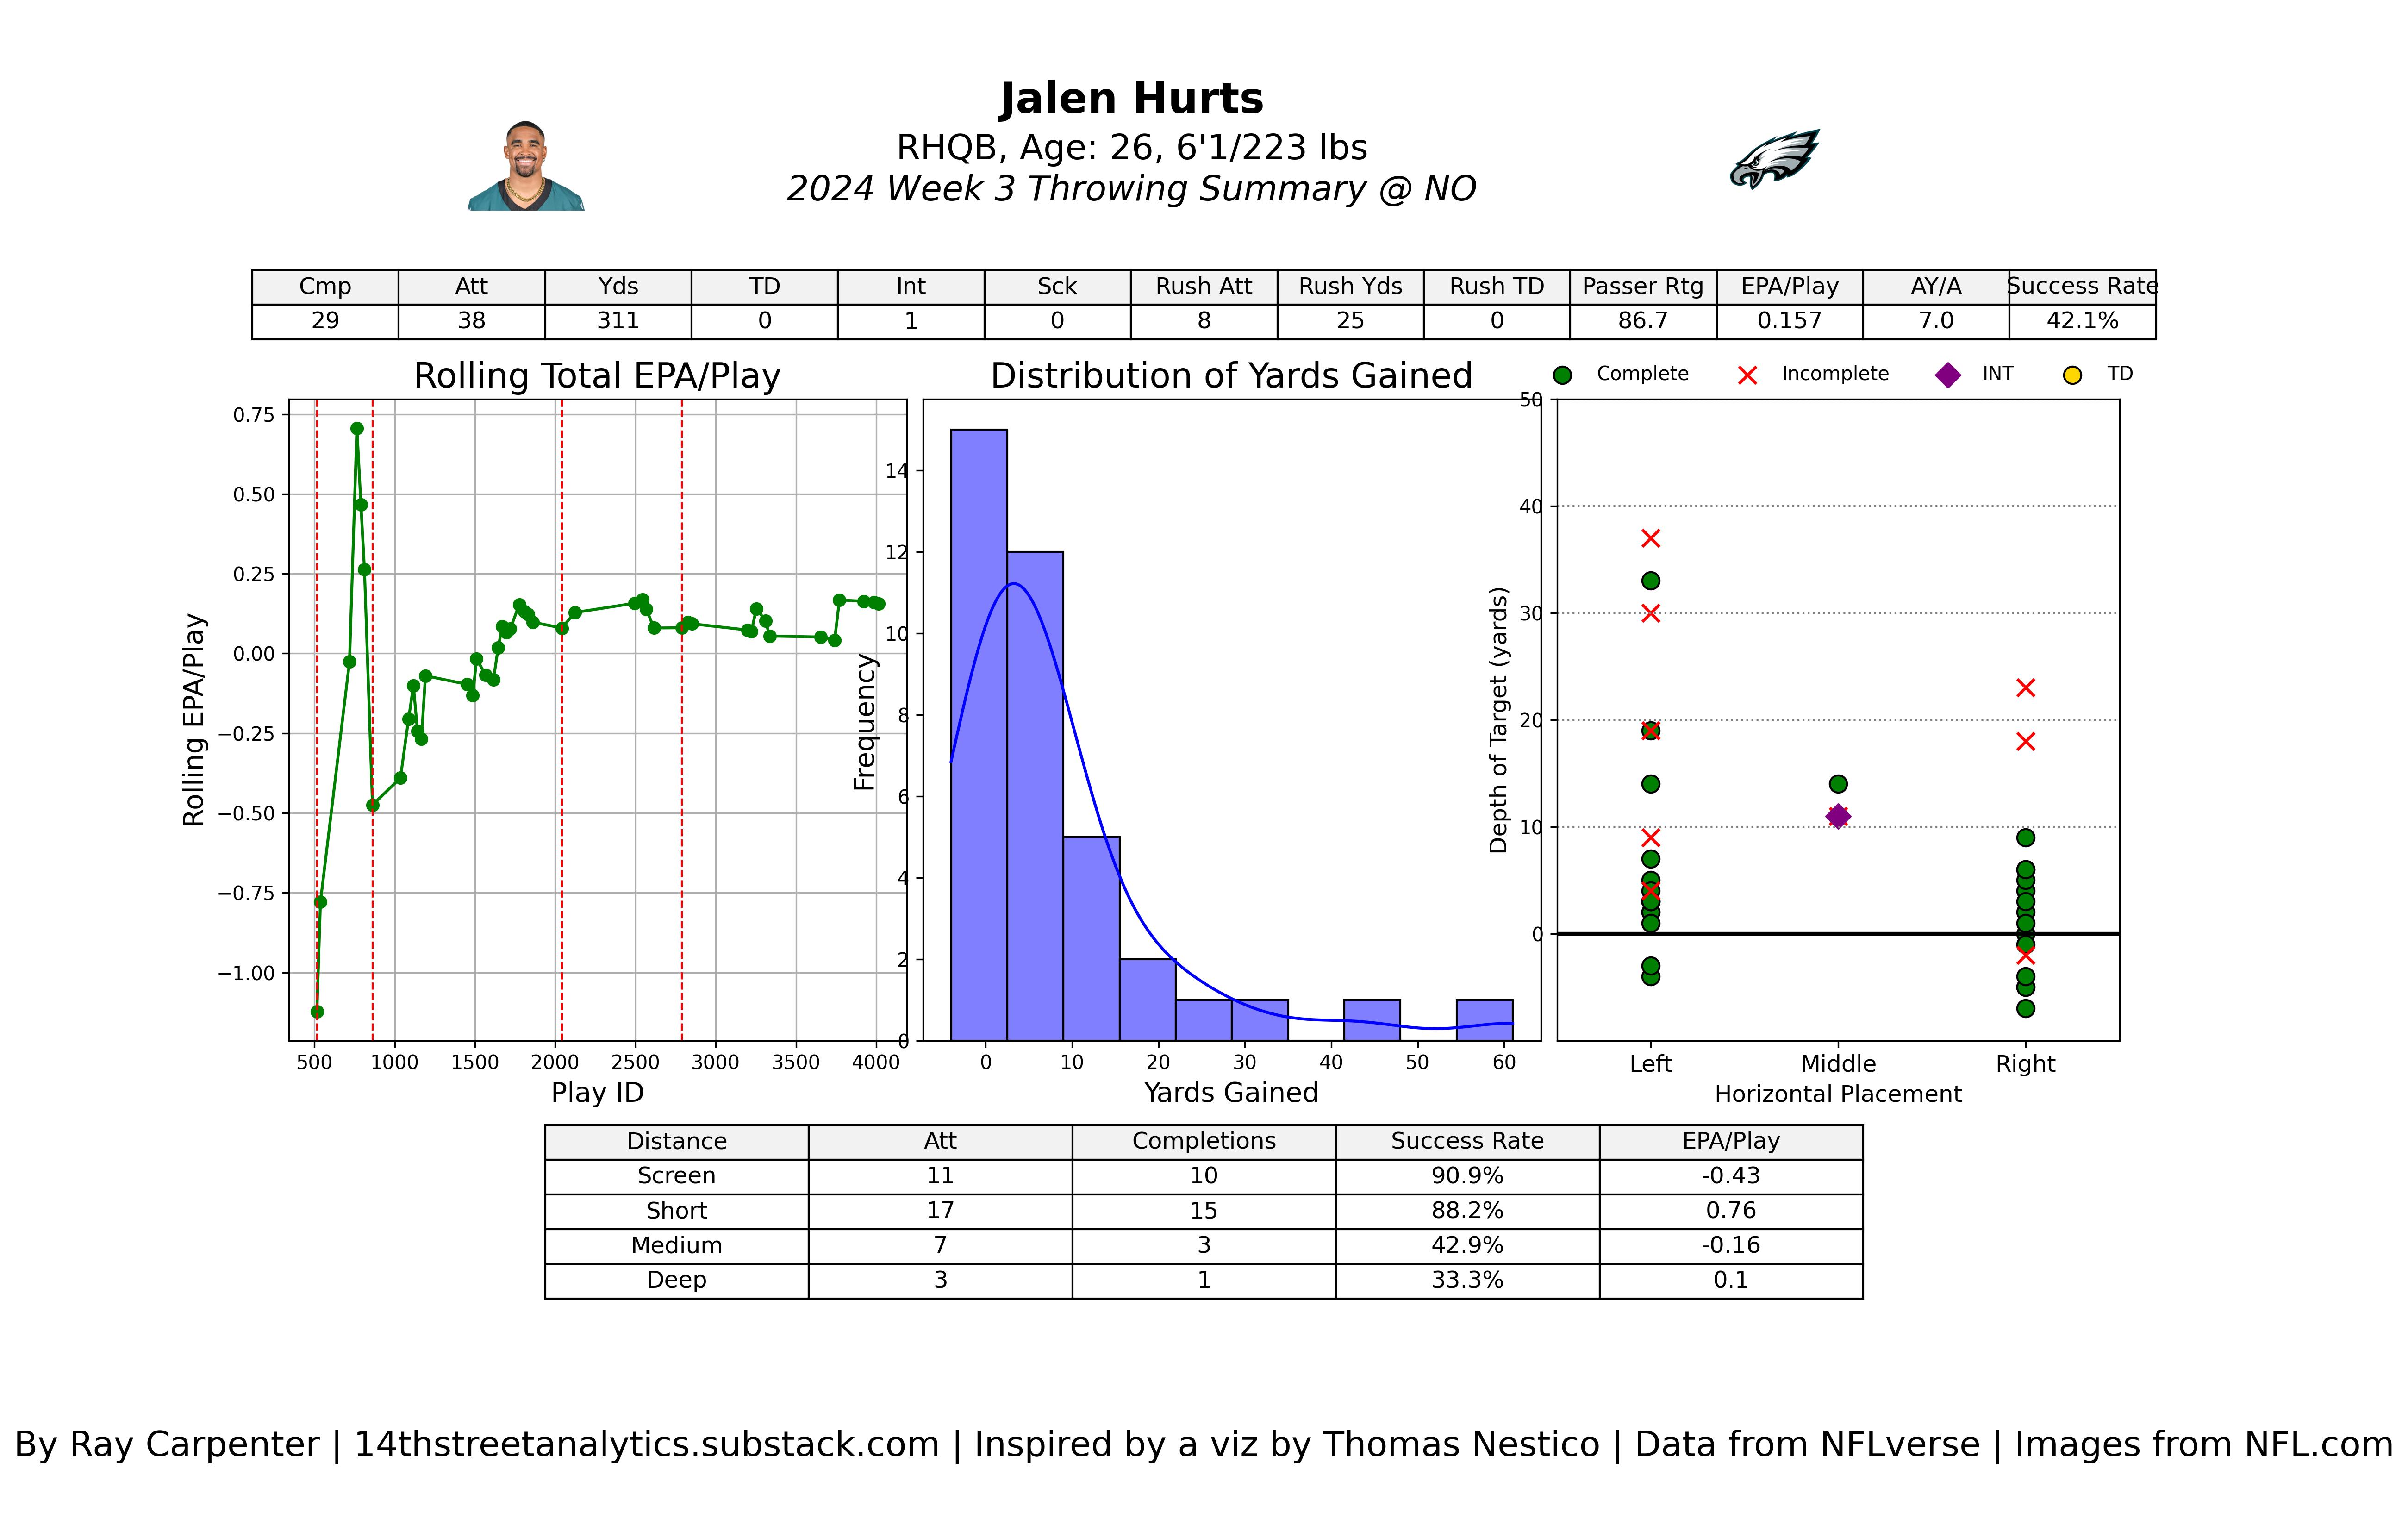 Jalen Hurts
RHQB, Age: 26, 6'1/223 lbs
2024 Week 3 Throwing Summary @ NO
Cmp Att Yds TD Int Sck Rush Att Rush Yds Rush TD Passer Rtg EPA/Play AY/A Success Rate
29 38 311 0 1 0 8 25 0 86.7 0.157 7.0 42.1%
Rolling Total EPA/Play
0.75
0.50
0.25
0.00
−0.25
−0.50
−0.75
−1.00
Rolling EPA/Play
500 1000 1500 2000 2500 3000 3500 4000
Play ID
Distribution of Yards Gained
14
12
10
8
6
4
2
0
Frequency
0 10 20 30 40 50 60
Yards Gained
Complete Incomplete INT TD
50
40
30
20
10
0
Depth of Target (yards)
Left Middle Right
Horizontal Placement
Distance Att Completions Success Rate EPA/Play
Screen 11 10 90.9% -0.43
Short 17 15 88.2% 0.76
Medium 7 3 42.9% -0.16
Deep 3 1 33.3% 0.1
By Ray Carpenter | 14thstreetanalytics.substack.com | Inspired by a viz by Thomas Nestico | Data from NFLverse | Images from NFL.com